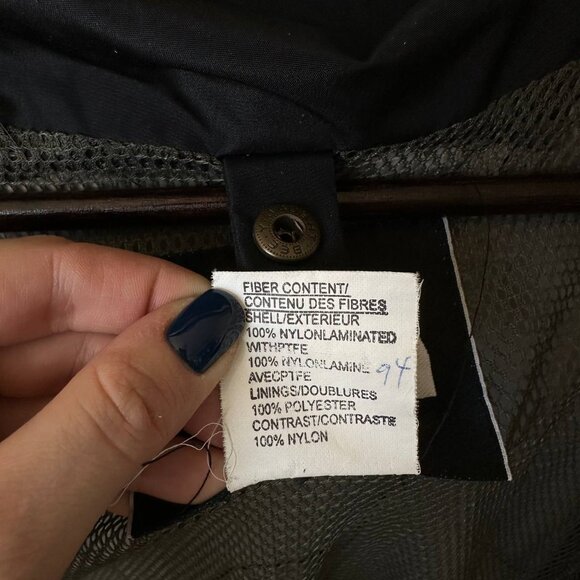 FIBER CONTENT/
CONTENU DES FIBRES
SHELL/EXTERIEUR
100% NYLONLAMINATED
WITHPTFE
100% NYLONLAMINE
94
AVECPTFE
LININGS/DOUBLURES
100% POLYESTER
CONTRAST/CONTRASTE
100% NYLON